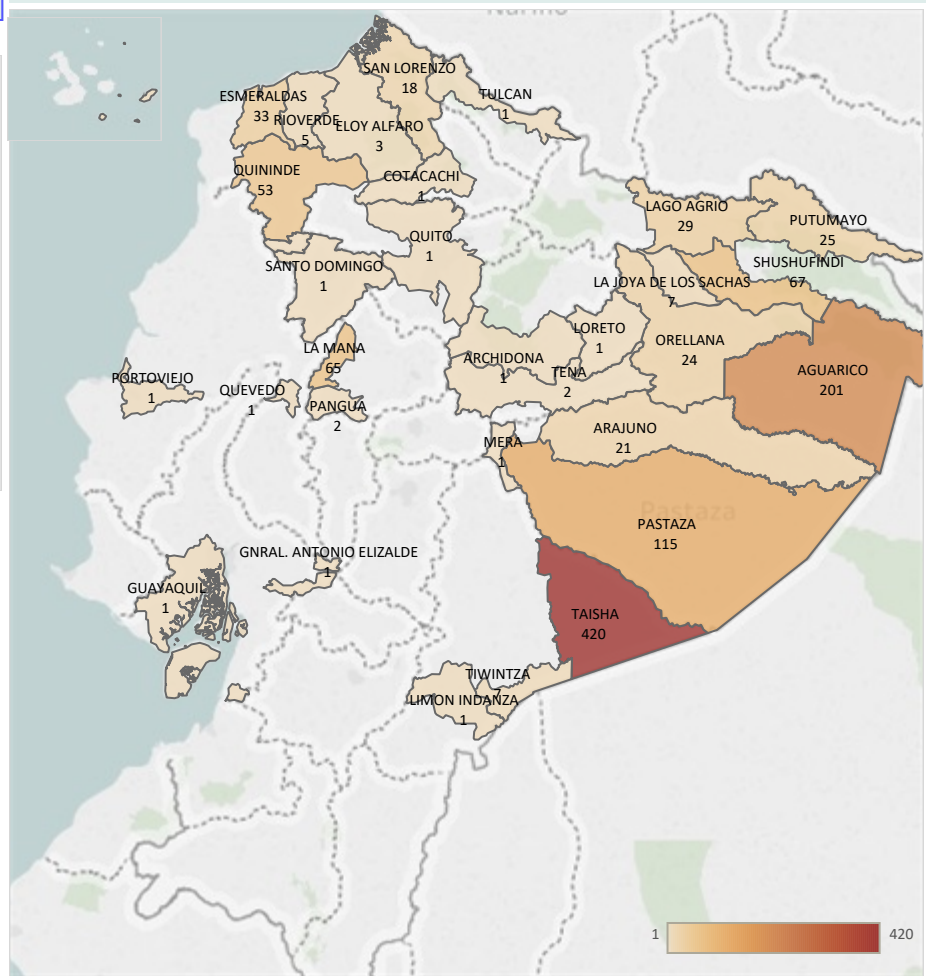 Nariño
SAN LORENZO
18
TULCAN
1
ESMERALDAS
33
RIOVERDE
5
ELOY ALFARO
3
QUININDE
53
COTACACHI
1
LAGO AGRIO
29
PUTUMAYO
25
QUITO
1
SANTO DOMINGO
1
SHUSHUFINDI
67
LA JOYA DE LOS SACHAS
7
LORETO
1
ORELLANA
24
LA MANA
65
ARCHIDONA
1
TENA
2
AGUARICO
201
PORTOVIEJO
1
QUEVEDO
1
PANGUA
2
MERA
1
ARAJUNO
21
Pastaza
PASTAZA
115
GNRAL. ANTONIO ELIZALDE
1
GUAYAQUIL
1
TAISHA
420
TIWINTZA
7
LIMON INDANZA
1
1
420